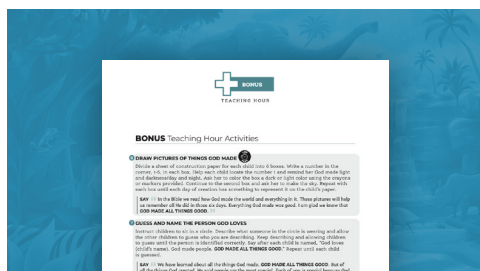 BONUS
TEACHING HOUR
BONUS Teaching Hour Activities
DRAW PICTURES OF THINGS GOD MADE
Divide a sheet of construction paper for each child into 6 boxes. Write a number in the
corner, 1-6, in each box. Help each child locate the number 1 and remind her God made light
and darkness/day and night. Ask her to color the box a dark or light color using the crayons
or markers provided. Continue to the second box and ask her to make the sky. Repeat with
each box until each day of creation has something to represent it on the child's paper.
SAY In the Bible we read how God made the world and everything in it. These pictures will help
us remember all He did in those six days. Everything God made was good. I am glad we know that
GOD MADE ALL THINGS GOOD.
GUESS AND NAME THE PERSON GOD LOVES
Instruct children to sit in a circle. Describe what someone in the circle is wearing and allow
the other children to guess who you are describing. Keep describing and allowing children
to guess until the person is identified correctly. Say after each child is named, "God loves
(child's name). God made people. GOD MADE ALL THINGS GOOD." Repeat until each child
is guessed.
SAY We have learned about all the things God made. GOD MADE ALL THINGS GOOD. But of